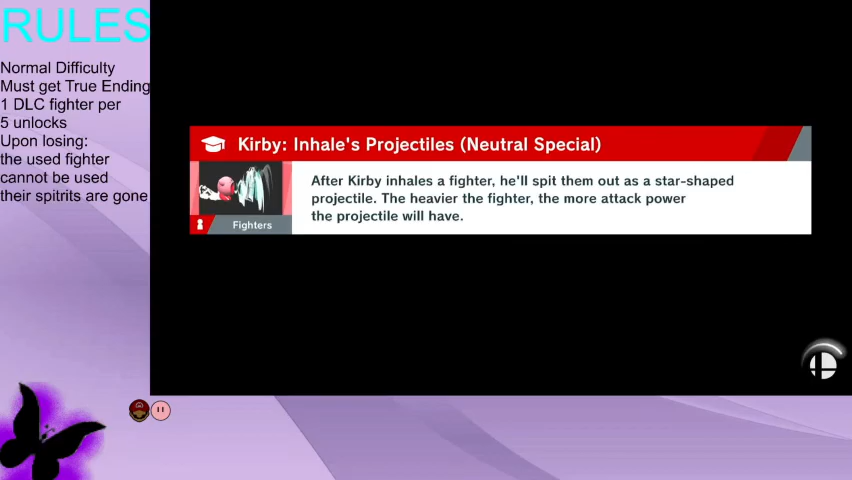 RULES
Normal Difficulty
Must get True Ending
1 DLC fighter per
5 unlocks
Upon losing:
the used fighter
cannot be used
their spitrits are gone
Kirby: Inhale's Projectiles (Neutral Special)
After Kirby inhales a fighter, he'll spit them out as a star-shaped
projectile. The heavier the fighter, the more attack power
the projectile will have.
Fighters